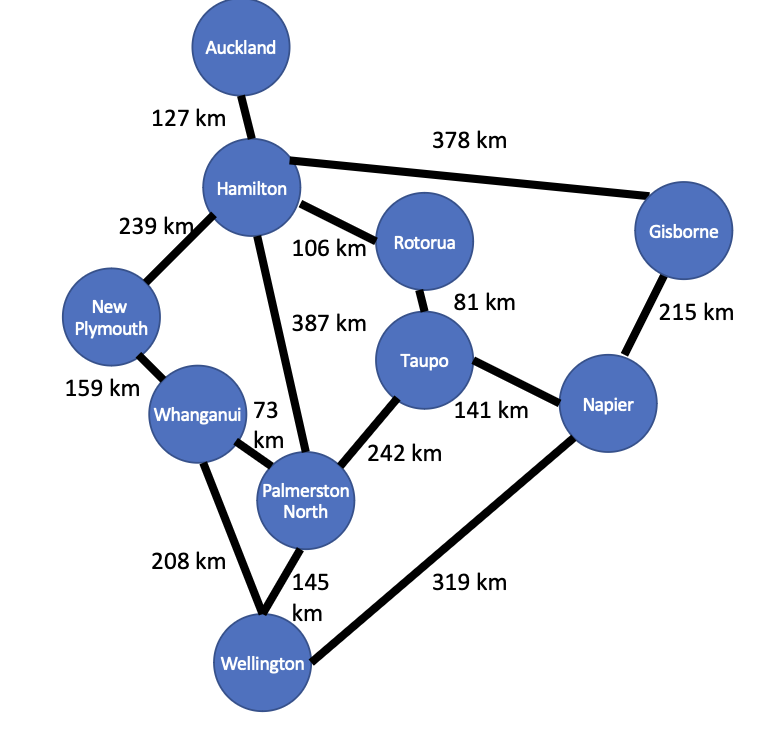 Auckland
127 km
378 km
Hamilton
239 km
106 km
Rotorua
Gisborne
New
Plymouth
387 km
81 km
215 km
Taupo
159 km
Whanganui
73
km
141 km
Napier
242 km
Palmerston
North
208 km
145
km
319 km
Wellington